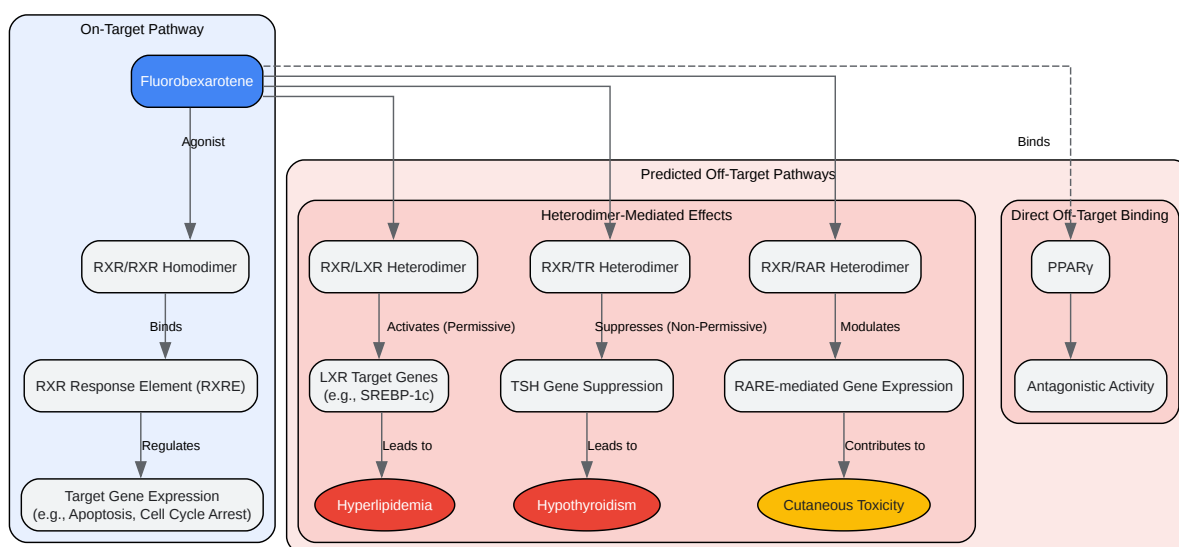 On-Target Pathway
Fluorobexarotene
Agonist
Binds
Predicted Off-Target Pathways
Heterodimer-Mediated Effects
Direct Off-Target Binding
RXR/RXR Homodimer
RXR/LXR Heterodimer
RXR/TR Heterodimer
RXR/RAR Heterodimer
PPARγ
Binds
Activates (Permissive)
Suppresses (Non-Permissive)
Modulates
RXR Response Element (RXRE)
LXR Target Genes
(e.g., SREBP-1c)
TSH Gene Suppression
RARE-mediated Gene Expression
Antagonistic Activity
Regulates
Leads to
Leads to
Contributes to
Target Gene Expression
(e.g., Apoptosis, Cell Cycle Arrest)
Hyperlipidemia
Hypothyroidism
Cutaneous Toxicity